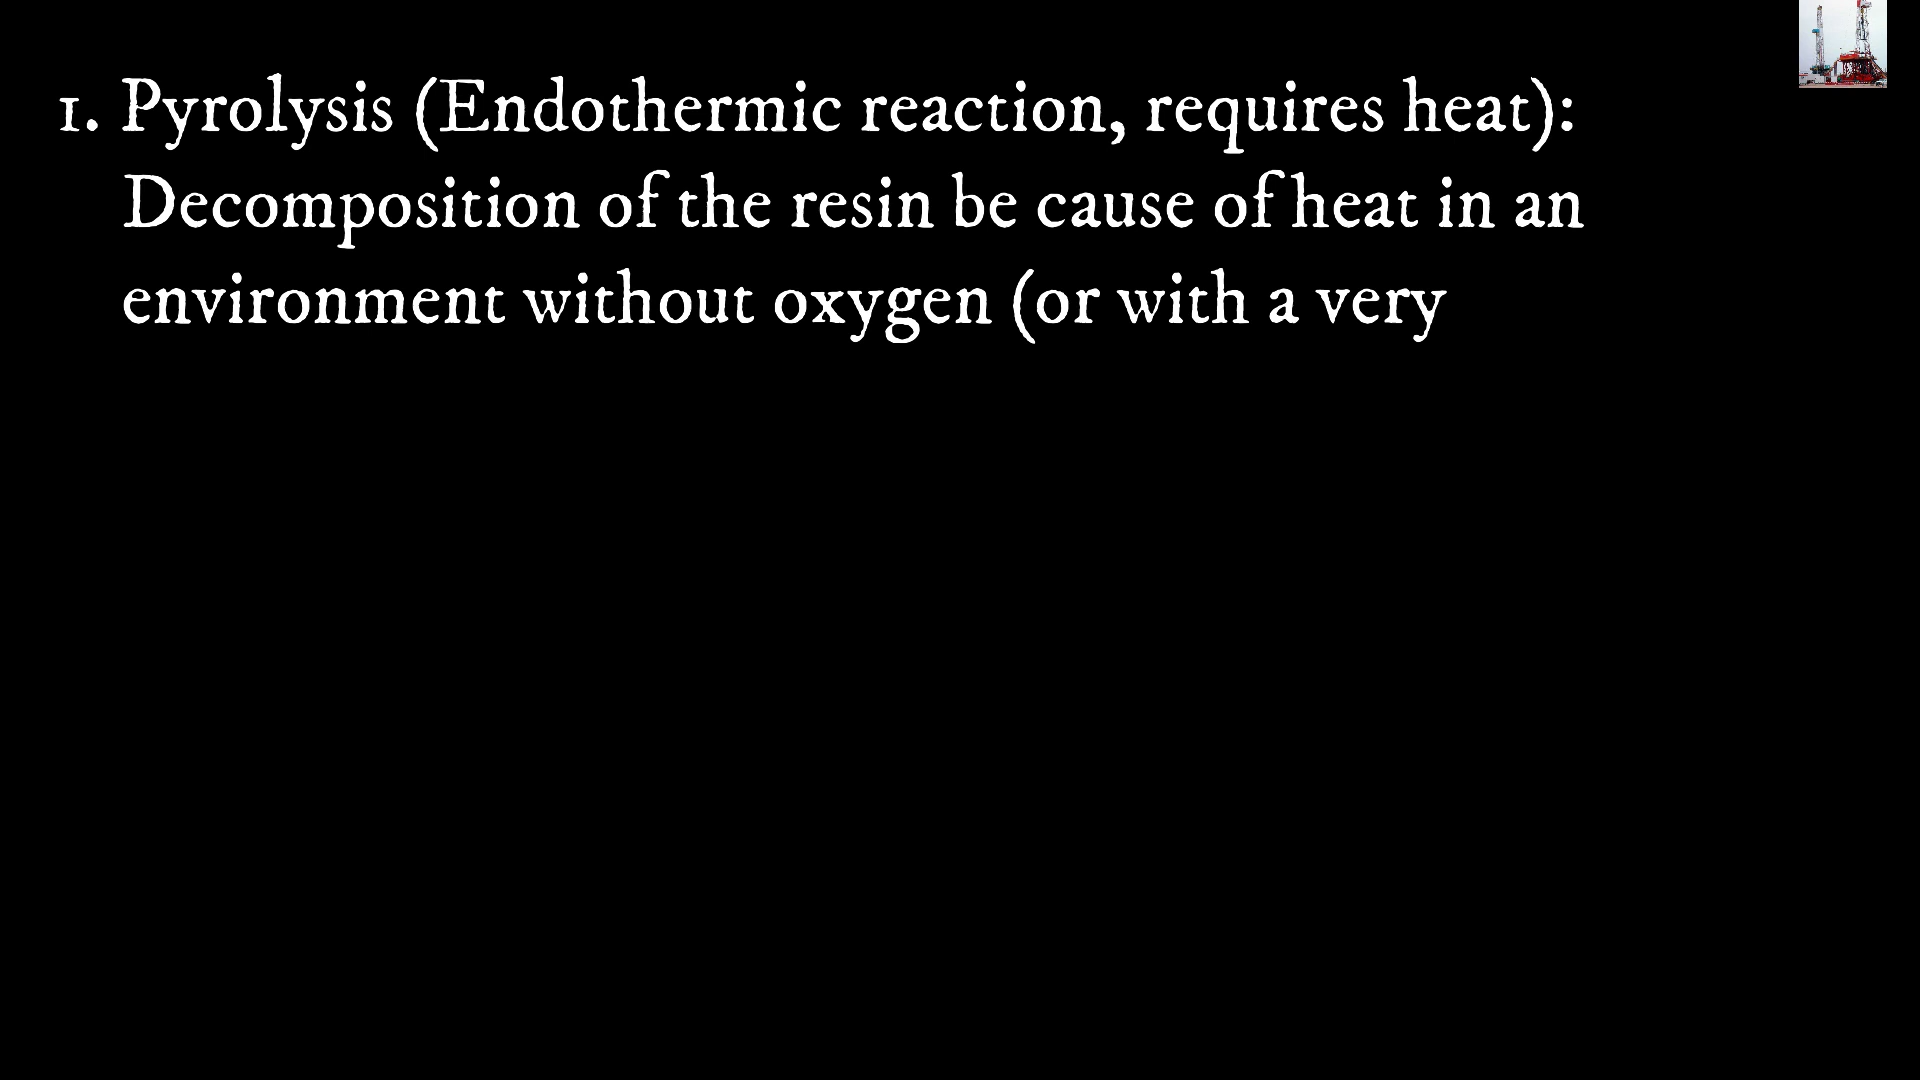 1. Pyrolysis (Endothermic reaction, requires heat):
Decomposition of the resin be cause of heat in an
environment without oxygen (or with a very